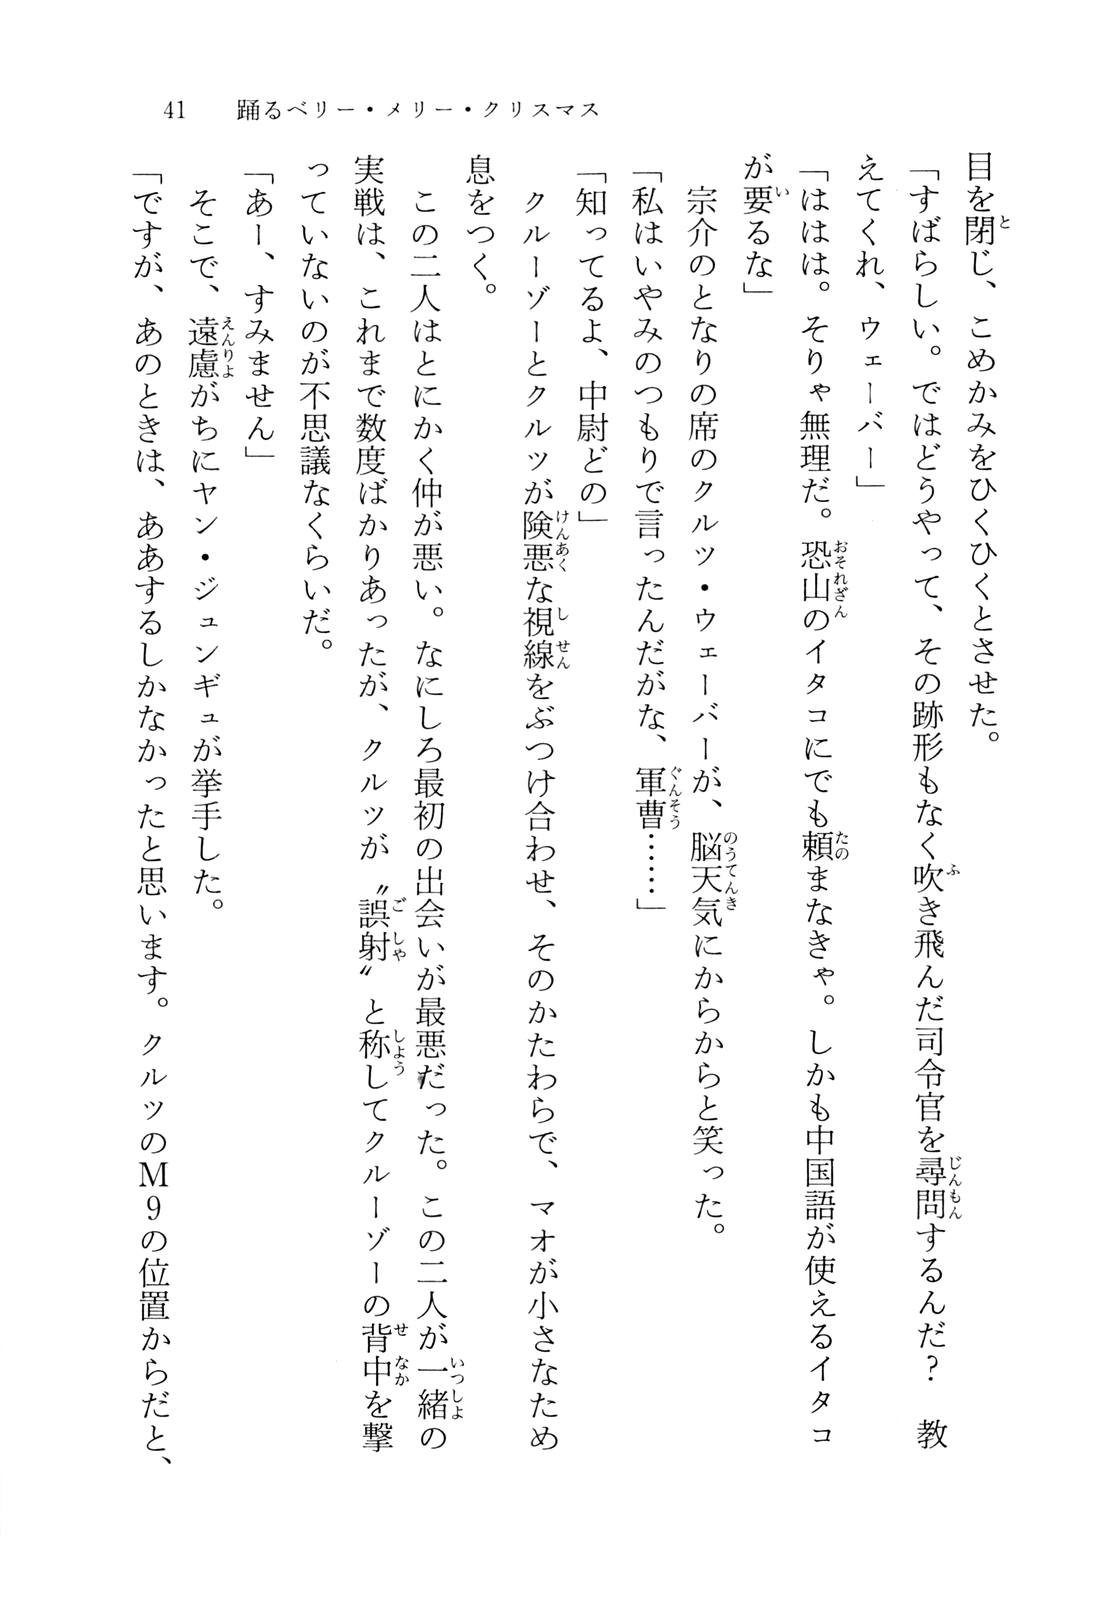 41　踊るベリー・メリー・クリスマス
目を閉じ、こめかみをひくひくとさせた。
「すばらしい。ではどうやって、その跡形もなく吹き飛んだ司令官を尋問するんだ？　教
えてくれ、ウェーバー」
「ははは。そりゃ無理だ。恐山のイタコにでも頼まなきゃ。しかも中国語が使えるイタコ
が要るな」
　宗介のとなりの席のクルツ・ウェーバーが、脳天気にからからと笑った。
「私はいやみのつもりで言ったんだがな、軍曹……」
「知ってるよ、中尉どの」
　クルーゾーとクルツが険悪な視線をぶつけ合わせ、そのかたわらで、マオが小さなため
息をつく。
　この二人はとにかく仲が悪い。なにしろ最初の出会いが最悪だった。この二人が一緒の
実戦は、これまで数度ばかりあったが、クルツが〝誤射〟と称してクルーゾーの背中を撃
っていないのが不思議なくらいだ。
「あー、すみません」
　そこで、遠慮がちにヤン・ジュンギュが挙手した。
「ですが、あのときは、ああするしかなかったと思います。クルツのＭ９の位置からだと、